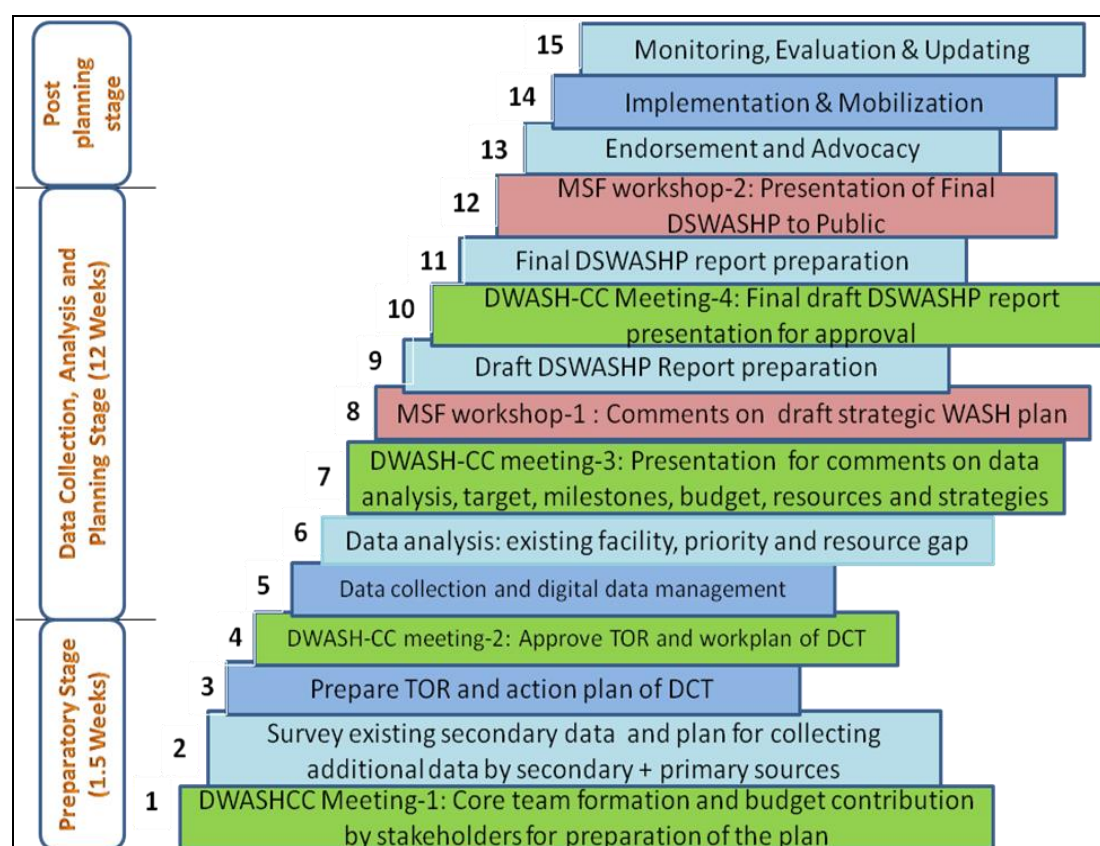 Post
planning
stage
15
Monitoring, Evaluation & Updating
14
Implementation & Mobilization
13
Endorsement and Advocacy
12
MSF workshop-2: Presentation of Final
DSWASHP to Public
Data Collection, Analysis and
Planning Stage (12 Weeks)
11
Final DSWASHP report preparation
10
DWASH-CC Meeting-4: Final draft DSWASHP report
presentation for approval
9
Draft DSWASHP Report preparation
8
MSF workshop-1 : Comments on draft strategic WASH plan
7
DWASH-CC meeting-3: Presentation for comments on data
analysis, target, milestones, budget, resources and strategies
6
Data analysis: existing facility, priority and resource gap
5
Data collection and digital data management
Preparatory Stage
(1.5 Weeks)
4
DWASH-CC meeting-2: Approve TOR and workplan of DCT
3
Prepare TOR and action plan of DCT
2
Survey existing secondary data and plan for collecting
additional data by secondary + primary sources
1
DWASHCC Meeting-1: Core team formation and budget contribution
by stakeholders for preparation of the plan